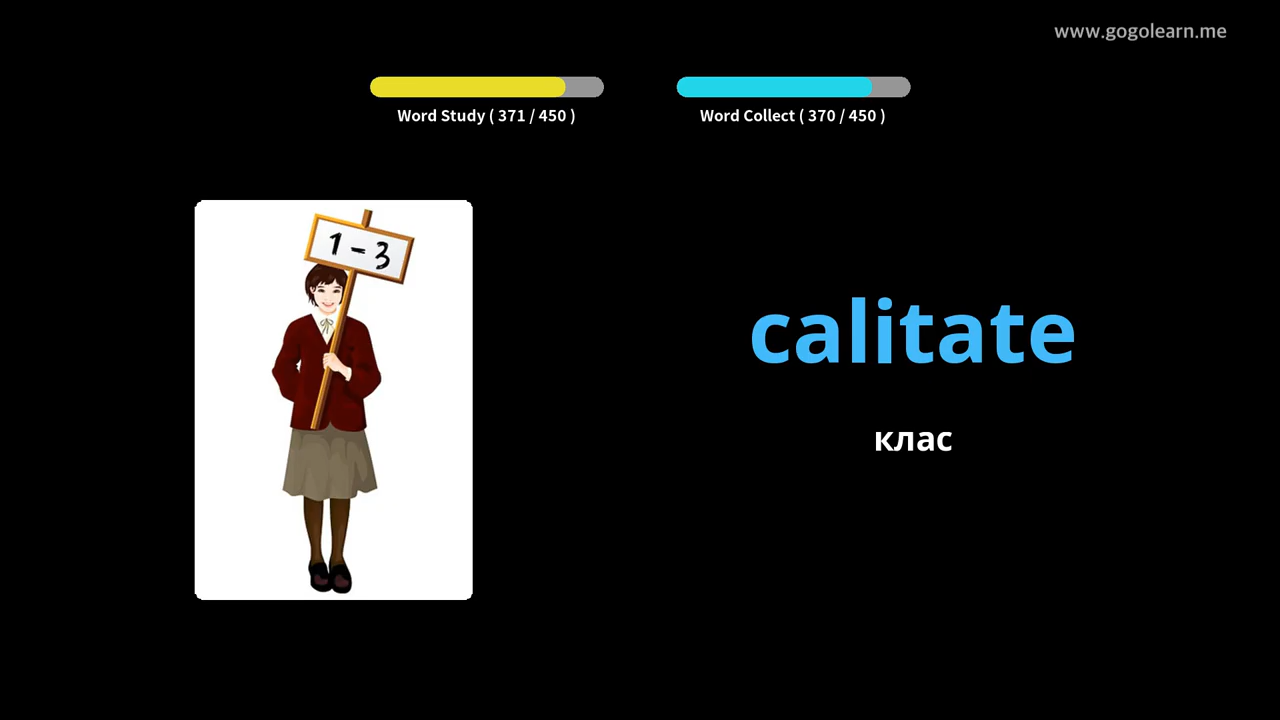 www.gogolearn.me
Word Study ( 371 / 450 )
Word Collect ( 370 / 450 )
1 - 3
calitate
клас